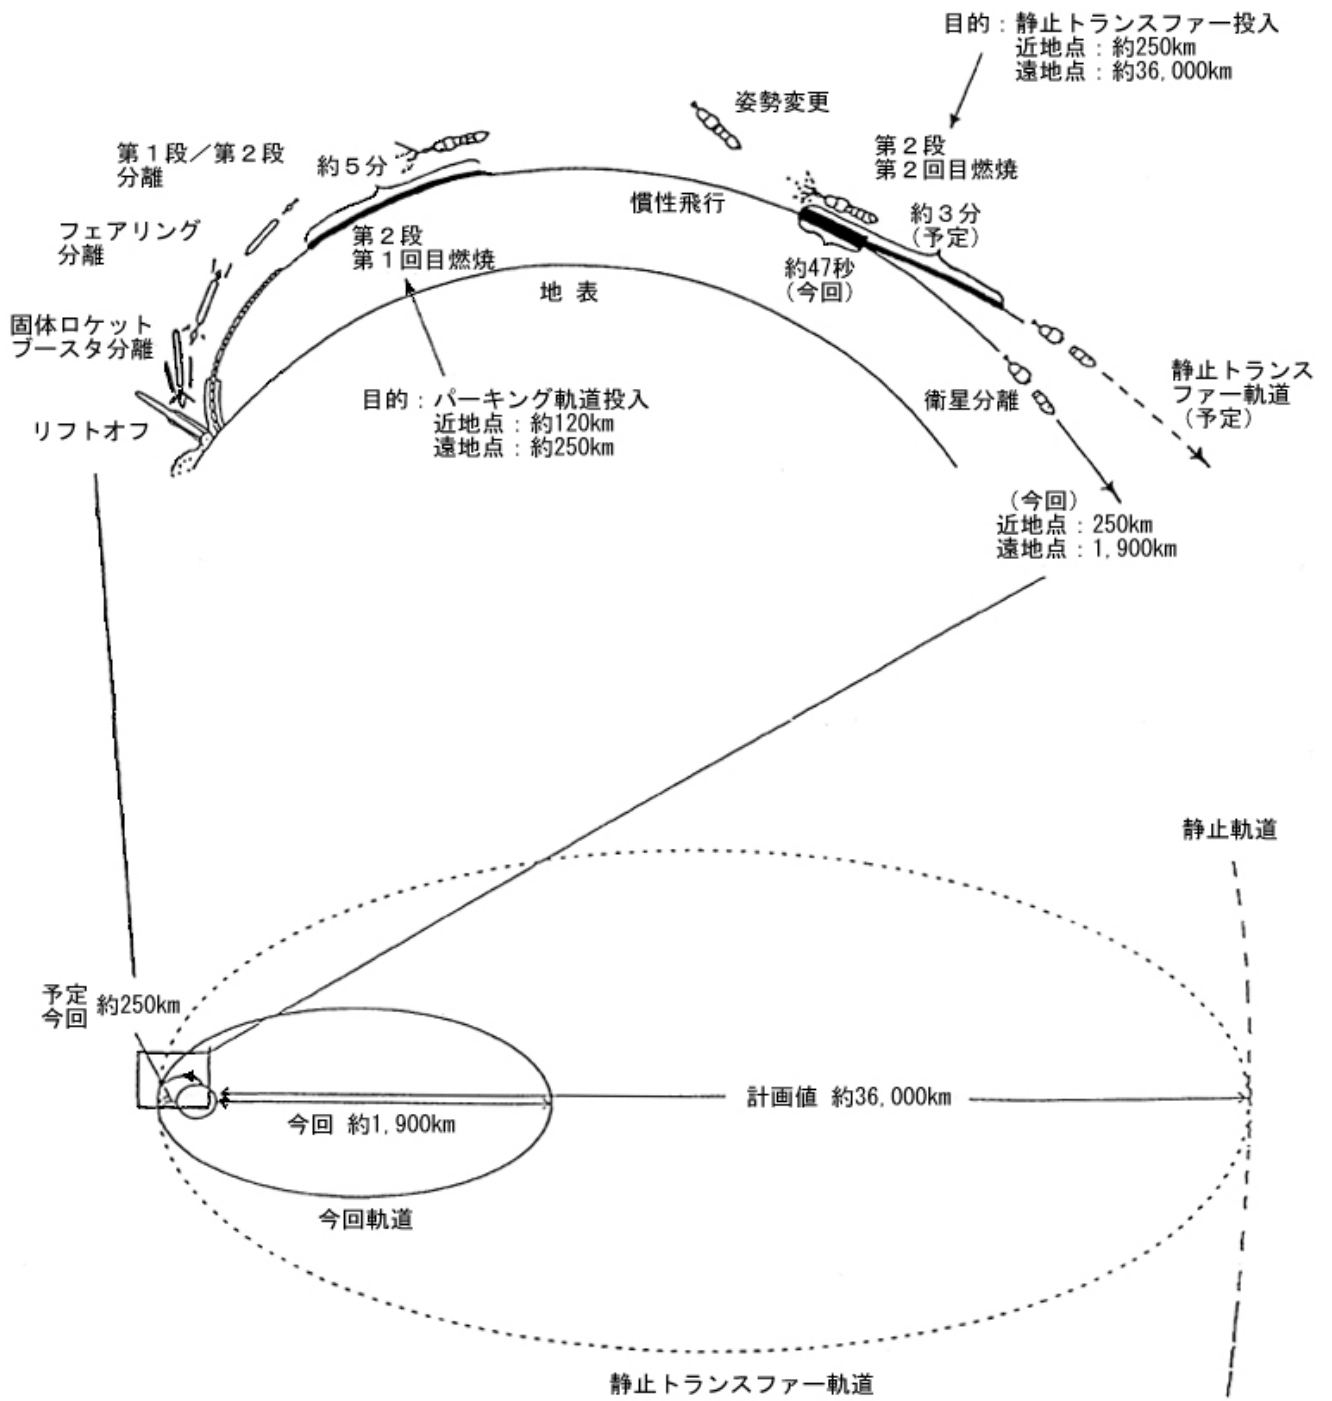 目的：静止トランスファー投入
近地点：約250km
遠地点：約36,000km
姿勢変更
第２段
第２回目燃焼
第１段／第２段
分離
約５分
慣性飛行
約３分
（予定）
フェアリング
分離
第２段
第１回目燃焼
約47秒
（今回）
地 表
固体ロケット
ブースタ分離
静止トランス
ファー軌道
（予定）
目的：パーキング軌道投入
近地点：約120km
遠地点：約250km
衛星分離
リフトオフ
（今回）
近地点：250km
遠地点：1,900km
静止軌道
予定
今回
約250km
計画値 約36,000km
今回 約1,900km
今回軌道
静止トランスファー軌道